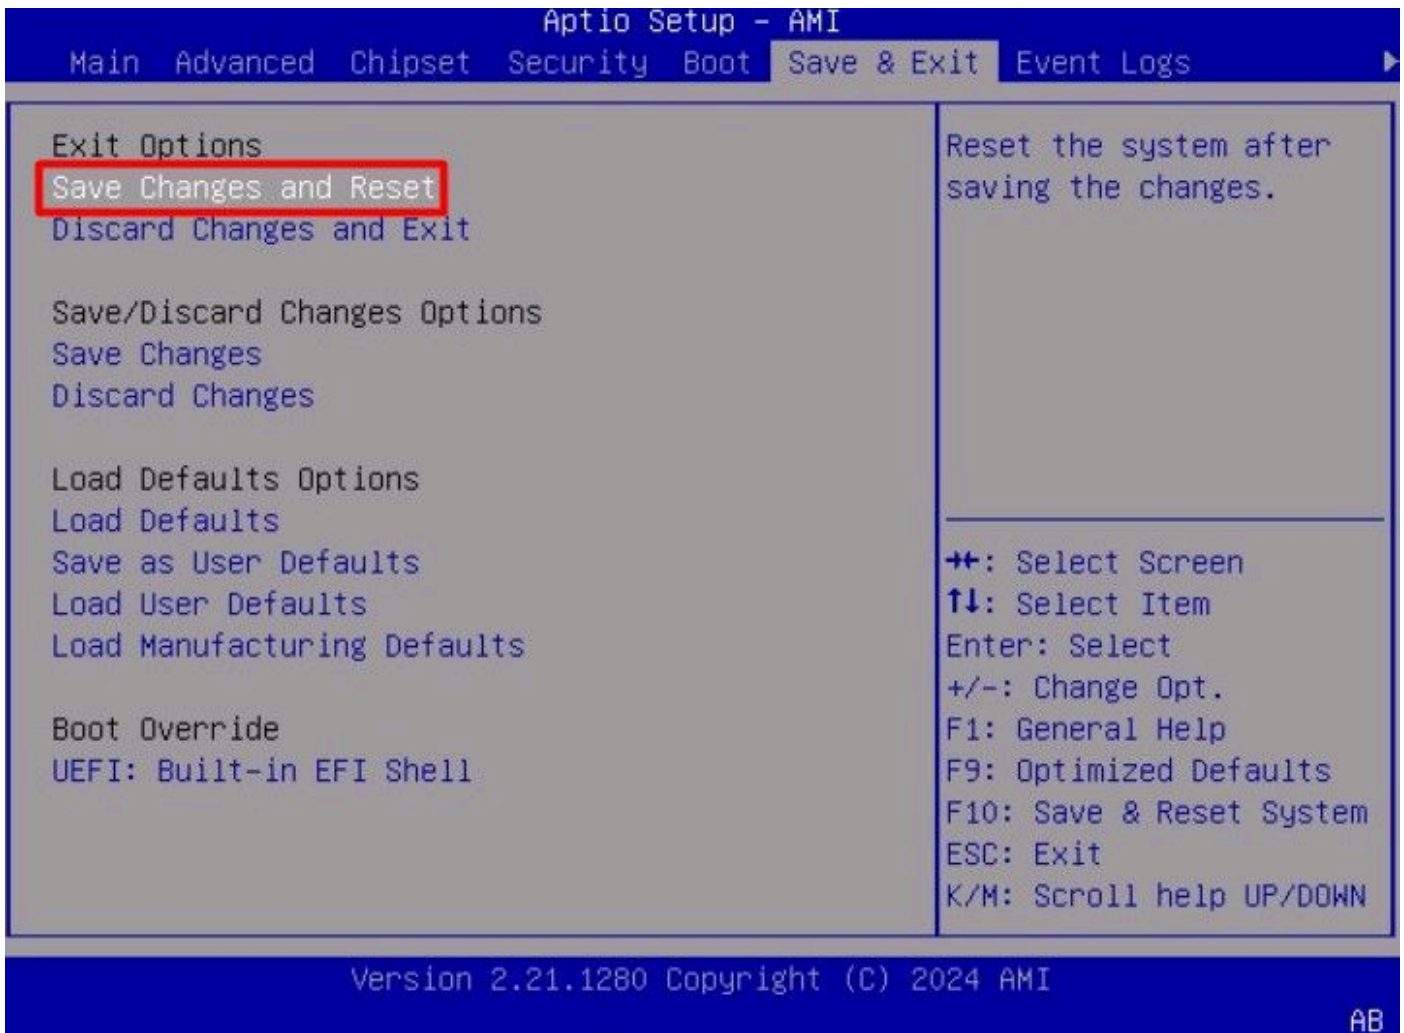 Aptio Setup – AMI
Main Advanced Chipset Security Boot Save & Exit Event Logs
Exit Options
Save Changes and Reset
Discard Changes and Exit
Save/Discard Changes Options
Save Changes
Discard Changes
Load Defaults Options
Load Defaults
Save as User Defaults
Load User Defaults
Load Manufacturing Defaults
Boot Override
UEFI: Built-in EFI Shell
Reset the system after
saving the changes.
→←: Select Screen
↑↓: Select Item
Enter: Select
+/-: Change Opt.
F1: General Help
F9: Optimized Defaults
F10: Save & Reset System
ESC: Exit
K/M: Scroll help UP/DOWN
Version 2.21.1280 Copyright (C) 2024 AMI
AB